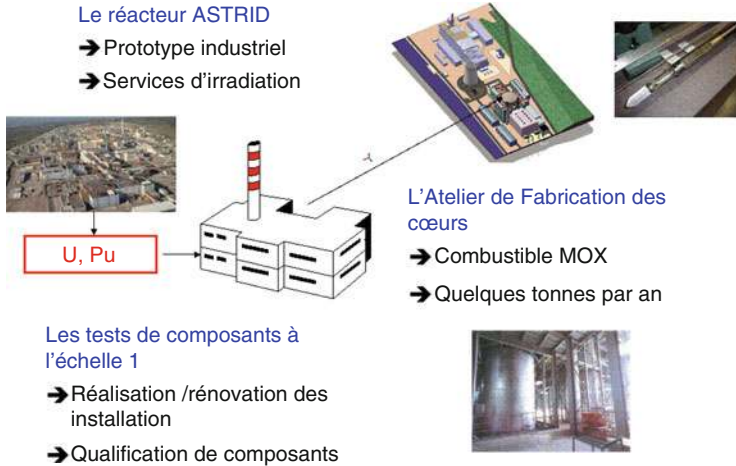 Le réacteur ASTRID
➔ Prototype industriel
➔ Services d'irradiation
U, Pu
L'Atelier de Fabrication des
cœurs
➔ Combustible MOX
➔ Quelques tonnes par an
Les tests de composants à
l'échelle 1
➔ Réalisation /rénovation des
installation
➔ Qualification de composants